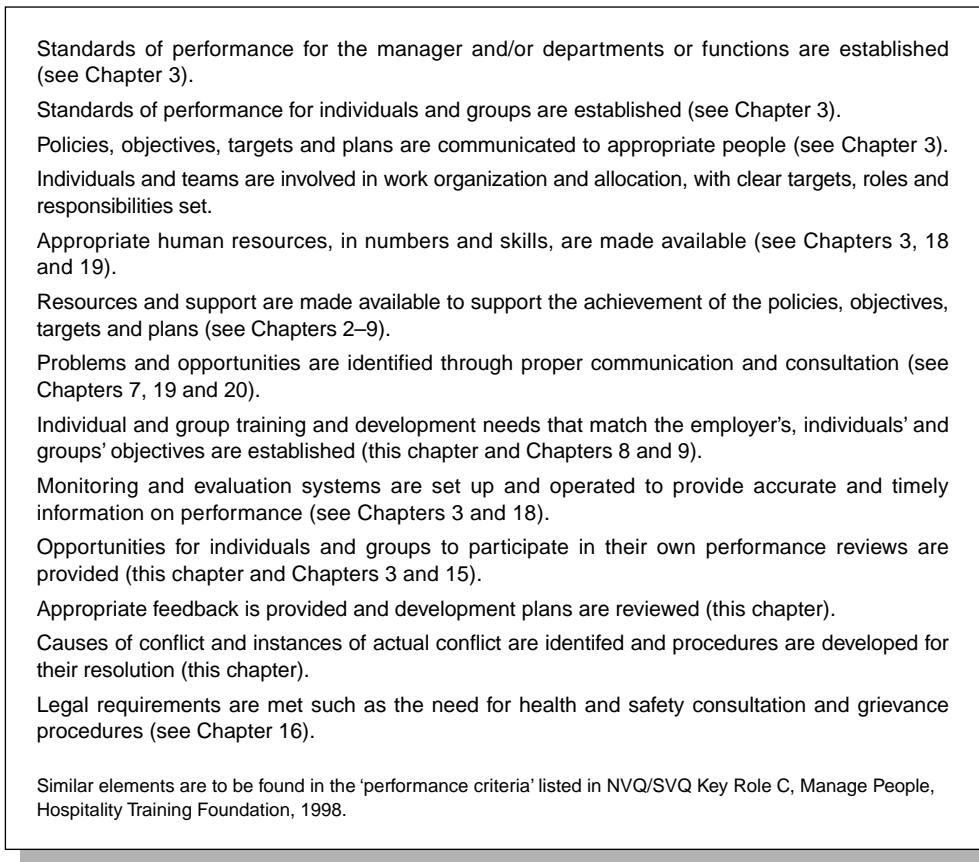 Standards of performance for the manager and/or departments or functions are established
(see Chapter 3).
Standards of performance for individuals and groups are established (see Chapter 3).
Policies, objectives, targets and plans are communicated to appropriate people (see Chapter 3).
Individuals and teams are involved in work organization and allocation, with clear targets, roles and
responsibilities set.
Appropriate human resources, in numbers and skills, are made available (see Chapters 3, 18
and 19).
Resources and support are made available to support the achievement of the policies, objectives,
targets and plans (see Chapters 2–9).
Problems and opportunities are identified through proper communication and consultation (see
Chapters 7, 19 and 20).
Individual and group training and development needs that match the employer's, individuals' and
groups' objectives are established (this chapter and Chapters 8 and 9).
Monitoring and evaluation systems are set up and operated to provide accurate and timely
information on performance (see Chapters 3 and 18).
Opportunities for individuals and groups to participate in their own performance reviews are
provided (this chapter and Chapters 3 and 15).
Appropriate feedback is provided and development plans are reviewed (this chapter).
Causes of conflict and instances of actual conflict are identifed and procedures are developed for
their resolution (this chapter).
Legal requirements are met such as the need for health and safety consultation and grievance
procedures (see Chapter 16).
Similar elements are to be found in the 'performance criteria' listed in NVQ/SVQ Key Role C, Manage People,
Hospitality Training Foundation, 1998.